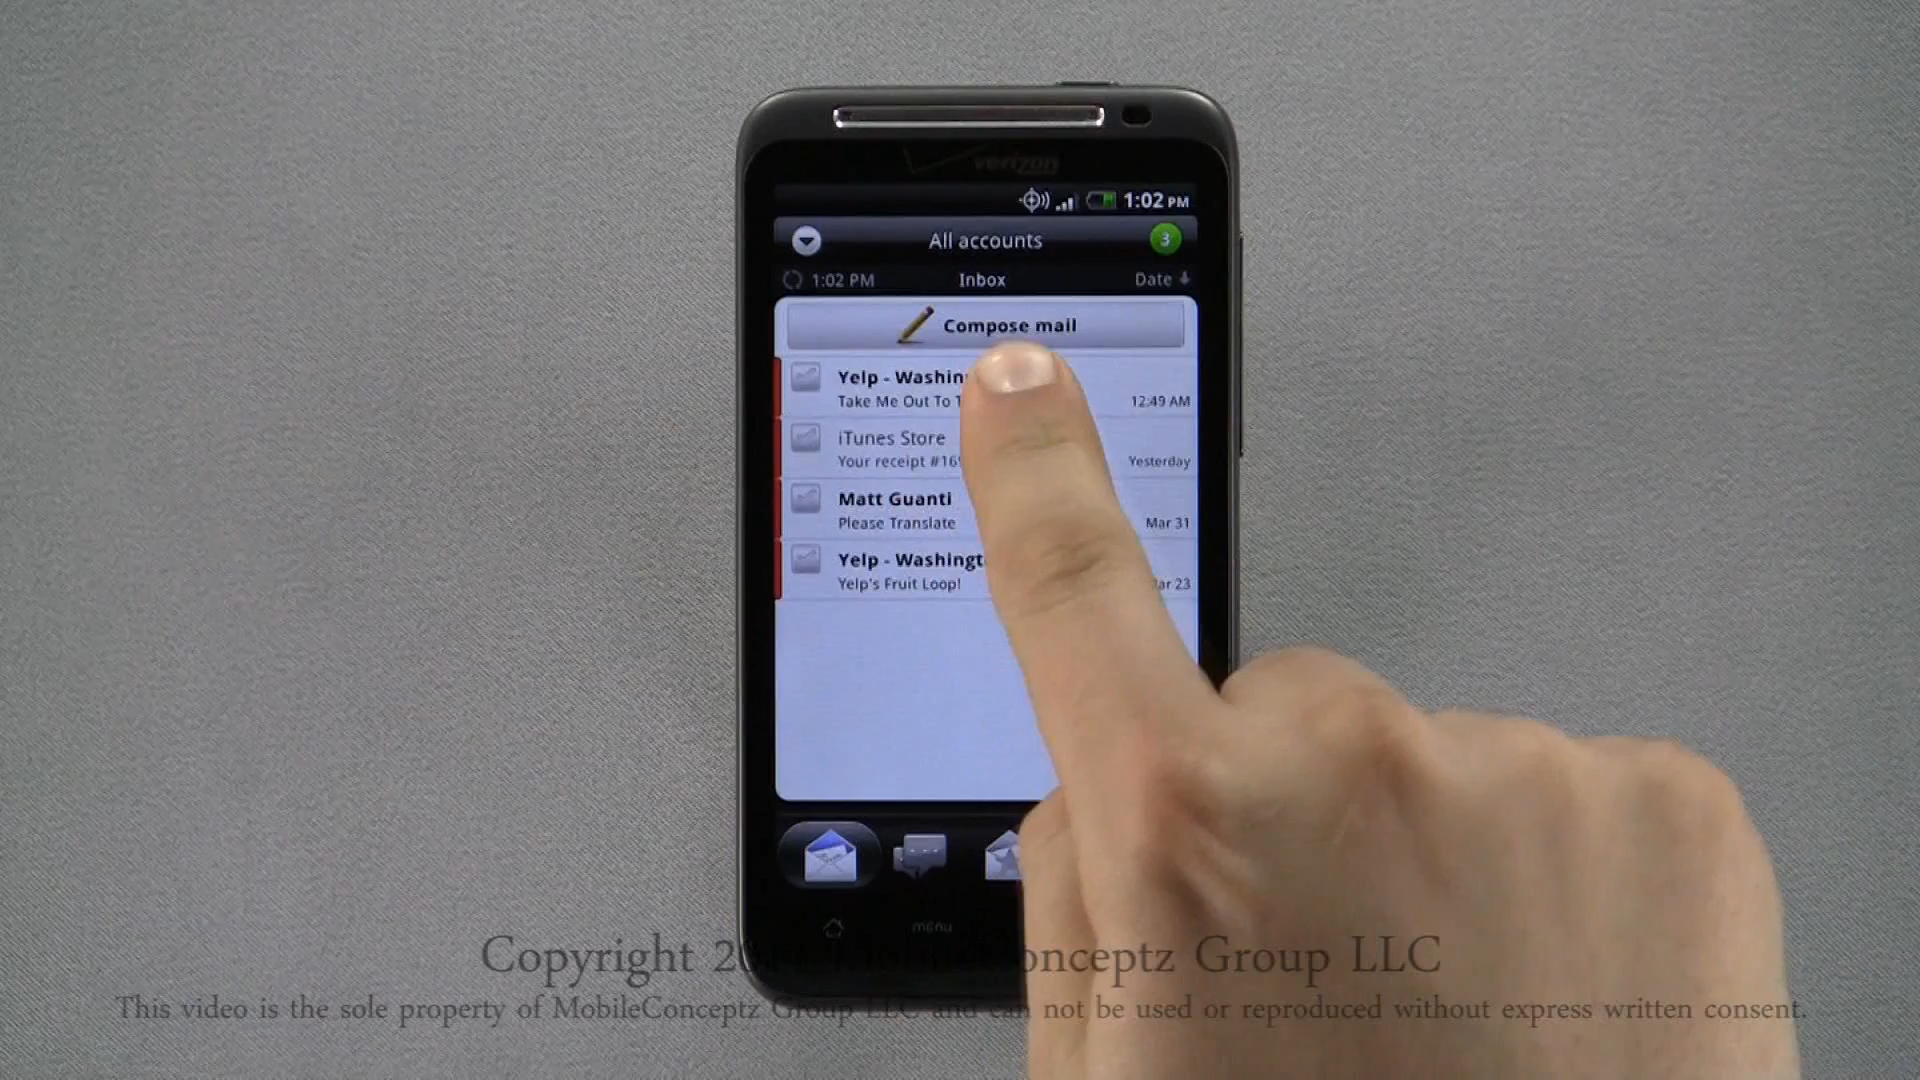 verizon
1:02 PM
All accounts
3
1:02 PM Inbox Date
Compose mail
Yelp - Washin
Take Me Out To T 12:49 AM
iTunes Store
Your receipt #16 Yesterday
Matt Guanti
Please Translate Mar 31
Yelp - Washingt
Yelp's Fruit Loop! ar 23
menu
Copyright onceptz Group LLC
This video is the sole property of MobileConceptz Group LLC and can not be used or reproduced without express written consent.